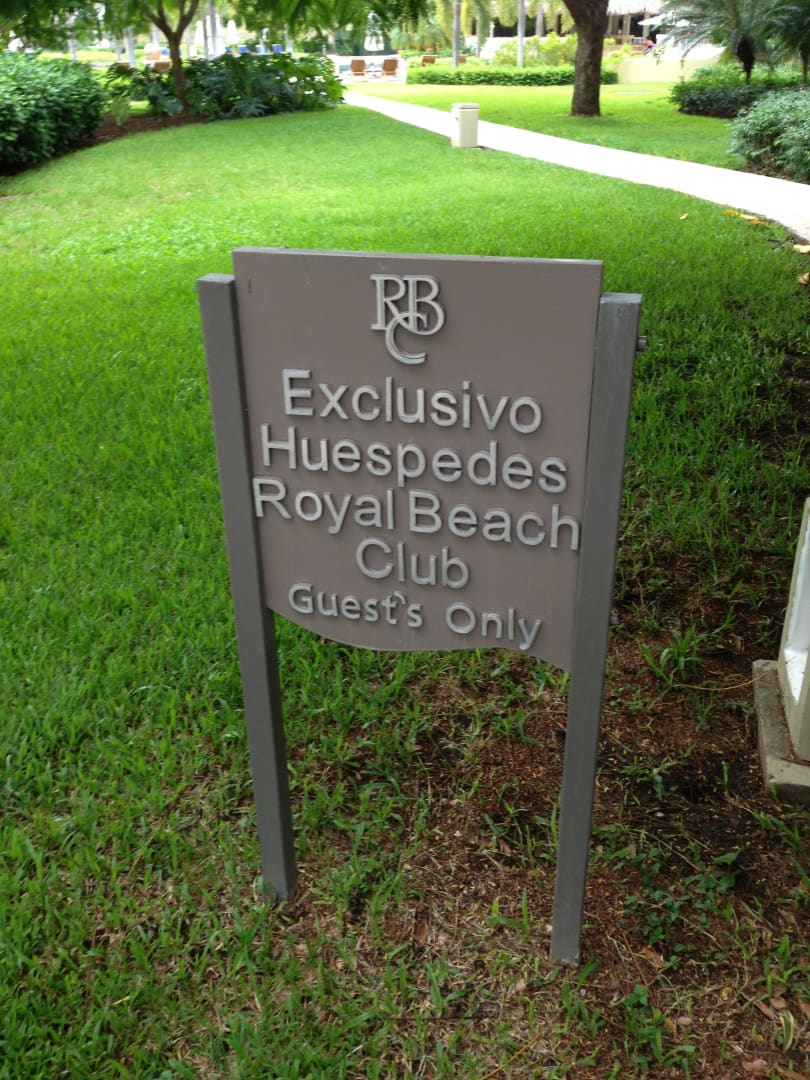 RBC
Exclusivo
Huespedes
Royal Beach
Club
Guest`s Only